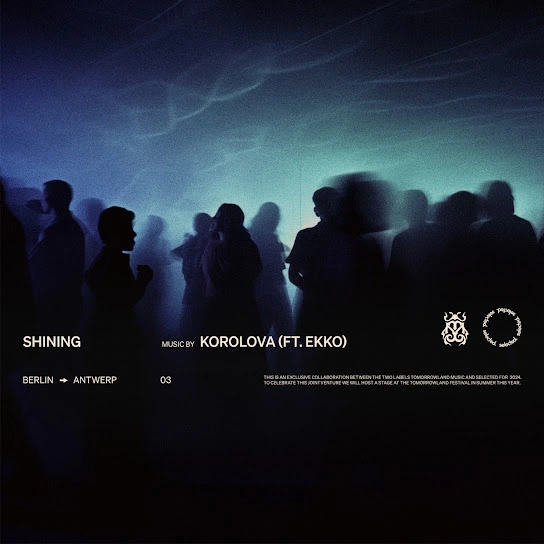 SHINING
MUSIC BY KOROLOVA (FT. EKKO)
BERLIN → ANTWERP
03
THIS IS AN EXCLUSIVE COLLABORATION BETWEEN THE TWO LABELS TOMORROWLAND MUSIC AND SELECTED FOR 2024.
TO CELEBRATE THIS JOINT VENTURE WE WILL HOST A STAGE AT THE TOMORROWLAND FESTIVAL IN SUMMER THIS YEAR.
selected.